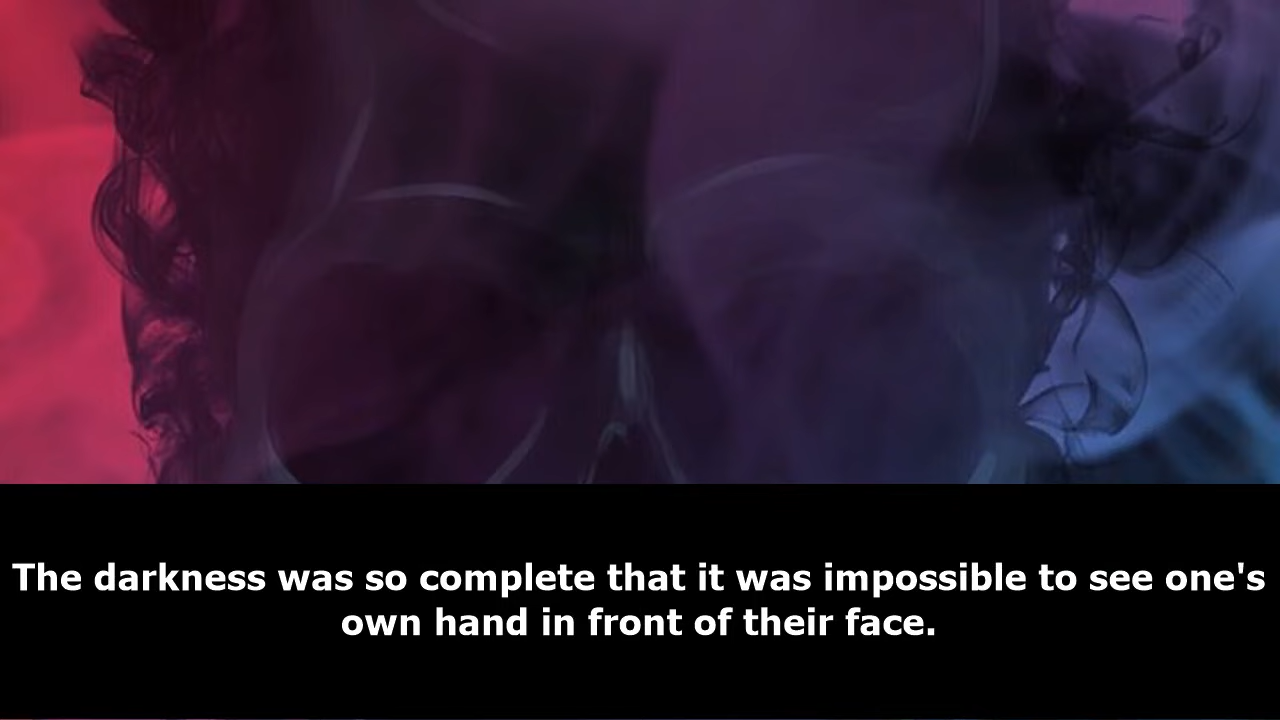 The darkness was so complete that it was impossible to see one's
own hand in front of their face.